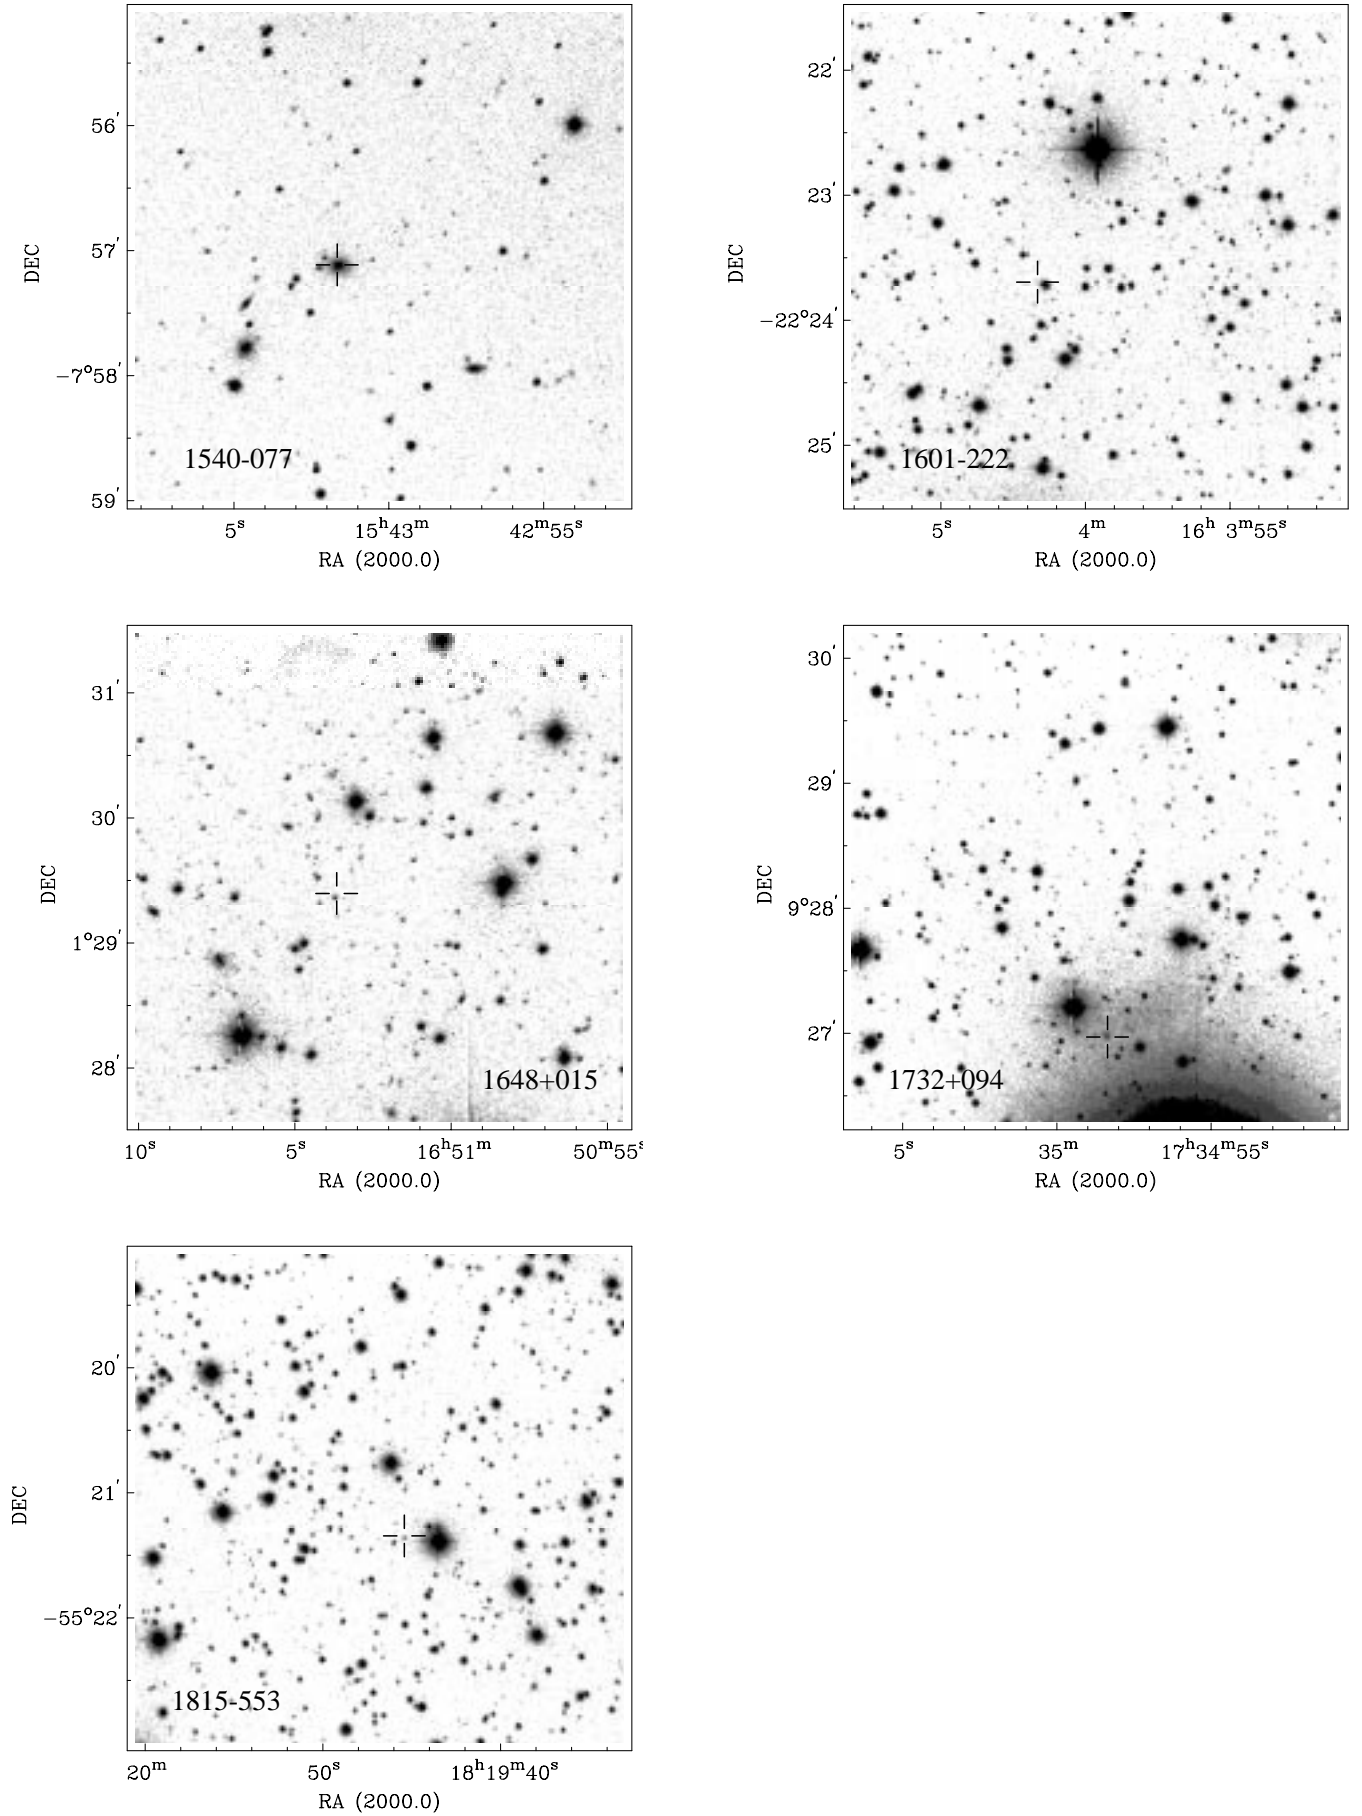 56′
57′
−7°58′
59′
DEC
1540-077
5ˢ 15ʰ43ᵐ 42ᵐ55ˢ
RA (2000.0)
22′
23′
−22°24′
25′
DEC
1601-222
5ˢ 4ᵐ 16ʰ 3ᵐ55ˢ
RA (2000.0)
31′
30′
1°29′
28′
DEC
1648+015
10ˢ 5ˢ 16ʰ51ᵐ 50ᵐ55ˢ
RA (2000.0)
30′
29′
9°28′
27′
DEC
1732+094
5ˢ 35ᵐ 17ʰ34ᵐ55ˢ
RA (2000.0)
20′
21′
−55°22′
DEC
1815-553
20ᵐ 50ˢ 18ʰ19ᵐ40ˢ
RA (2000.0)